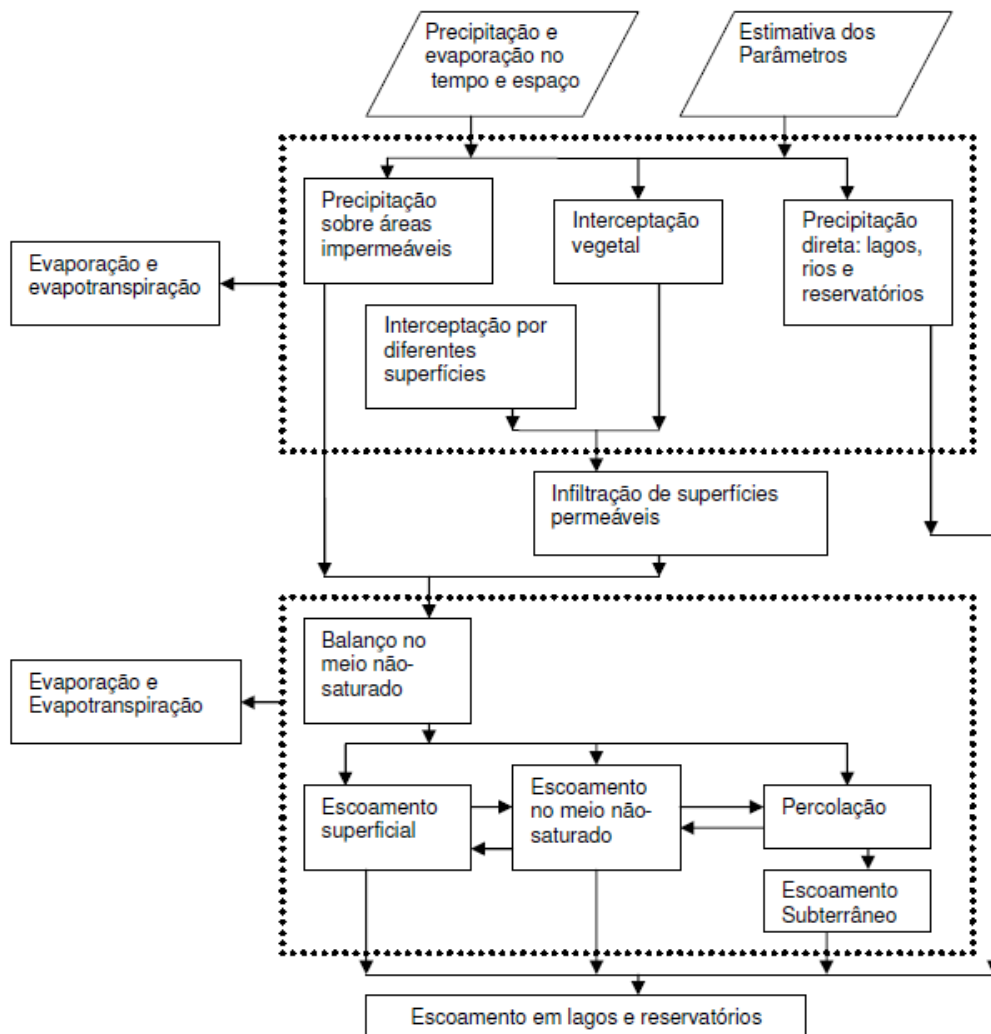 Precipitação e
evaporação no
tempo e espaço
Estimativa dos
Parâmetros
Precipitação
sobre áreas
impermeáveis
Interceptação
vegetal
Precipitação
direta: lagos,
rios e
reservatórios
Evaporação e
evapotranspiração
Interceptação por
diferentes
superfícies
Infiltração de superfícies
permeáveis
Balanço no
meio não-
saturado
Evaporação e
Evapotranspiração
Escoamento
superficial
Escoamento
no meio não-
saturado
Percolação
Escoamento
Subterrâneo
Escoamento em lagos e reservatórios